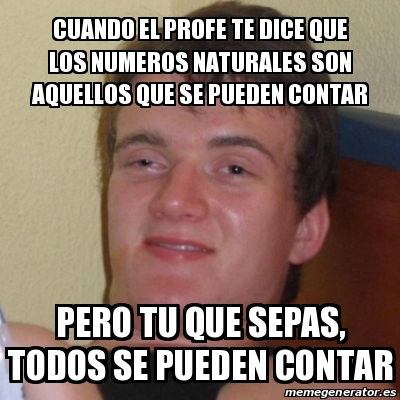 CUANDO EL PROFE TE DICE QUE
LOS NUMEROS NATURALES SON
AQUELLOS QUE SE PUEDEN CONTAR
PERO TU QUE SEPAS,
TODOS SE PUEDEN CONTAR
memegenerator.es